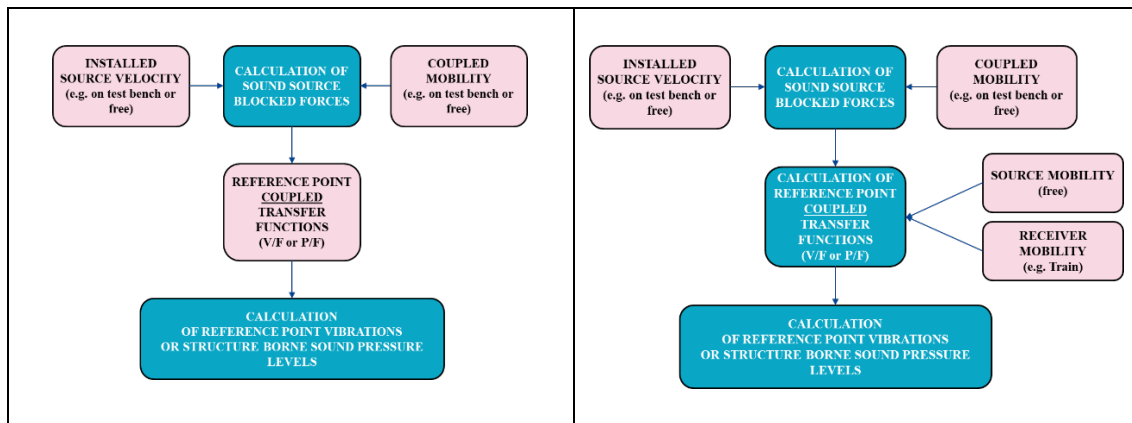 INSTALLED
SOURCE VELOCITY
(e.g. on test bench or
free)
CALCULATION OF
SOUND SOURCE
BLOCKED FORCES
COUPLED
MOBILITY
(e.g. on test bench or
free)
REFERENCE POINT
COUPLED
TRANSFER
FUNCTIONS
(V/F or P/F)
CALCULATION
OF REFERENCE POINT VIBRATIONS
OR STRUCTURE BORNE SOUND PRESSURE
LEVELS
INSTALLED
SOURCE VELOCITY
(e.g. on test bench or
free)
CALCULATION OF
SOUND SOURCE
BLOCKED FORCES
COUPLED
MOBILITY
(e.g. on test bench or
free)
CALCULATION OF
REFERENCE POINT
COUPLED
TRANSFER
FUNCTIONS
(V/F or P/F)
SOURCE MOBILITY
(free)
RECEIVER
MOBILITY
(e.g. Train)
CALCULATION
OF REFERENCE POINT VIBRATIONS
OR STRUCTURE BORNE SOUND PRESSURE
LEVELS